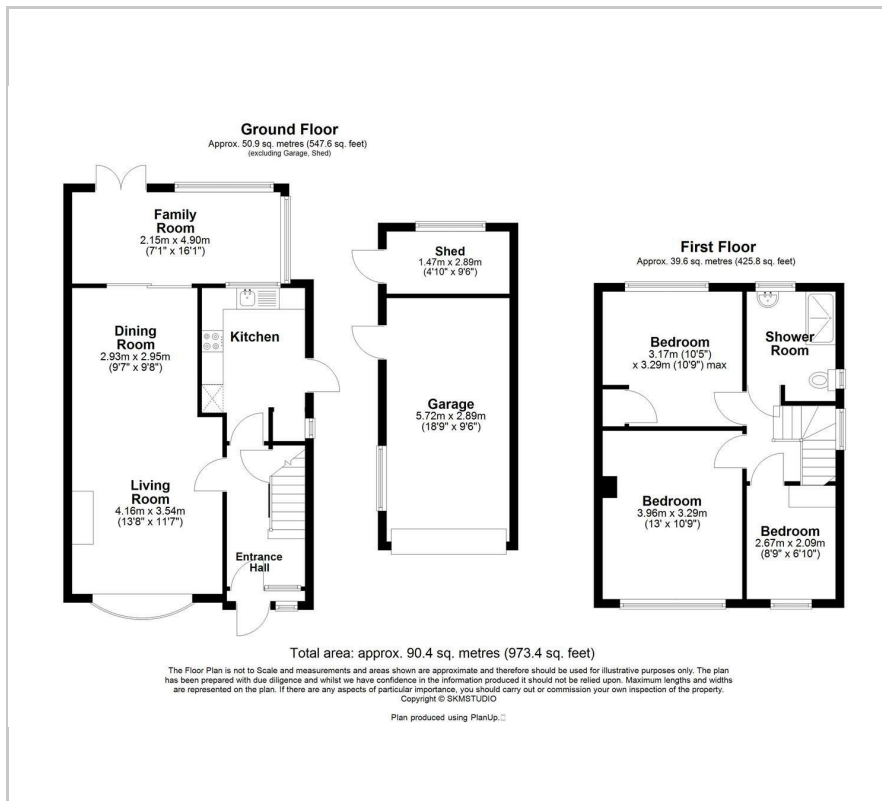 Ground Floor
Approx. 50.9 sq. metres (547.6 sq. feet)
(excluding Garage, Shed)
Family
Room
2.15m x 4.90m
(7'1" x 16'1")
Dining
Room
2.93m x 2.95m
(9'7" x 9'8")
Kitchen
Living
Room
4.16m x 3.54m
(13'8" x 11'7")
Entrance
Hall
Shed
1.47m x 2.89m
(4'10" x 9'6")
Garage
5.72m x 2.89m
(18'9" x 9'6")
First Floor
Approx. 39.6 sq. metres (425.8 sq. feet)
Bedroom
3.17m (10'5")
x 3.29m (10'9") max
Shower
Room
Bedroom
3.96m x 3.29m
(13' x 10'9")
Bedroom
2.67m x 2.09m
(8'9" x 6'10")
Total area: approx. 90.4 sq. metres (973.4 sq. feet)
The Floor Plan is not to Scale and measurements and areas shown are approximate and therefore should be used for illustrative purposes only. The plan
has been prepared with due diligence and whilst we have confidence in the information produced it should not be relied upon. Maximum lengths and widths
are represented on the plan. If there are any aspects of particular importance, you should carry out or commission your own inspection of the property.
Copyright © SKMSTUDIO
Plan produced using PlanUp.